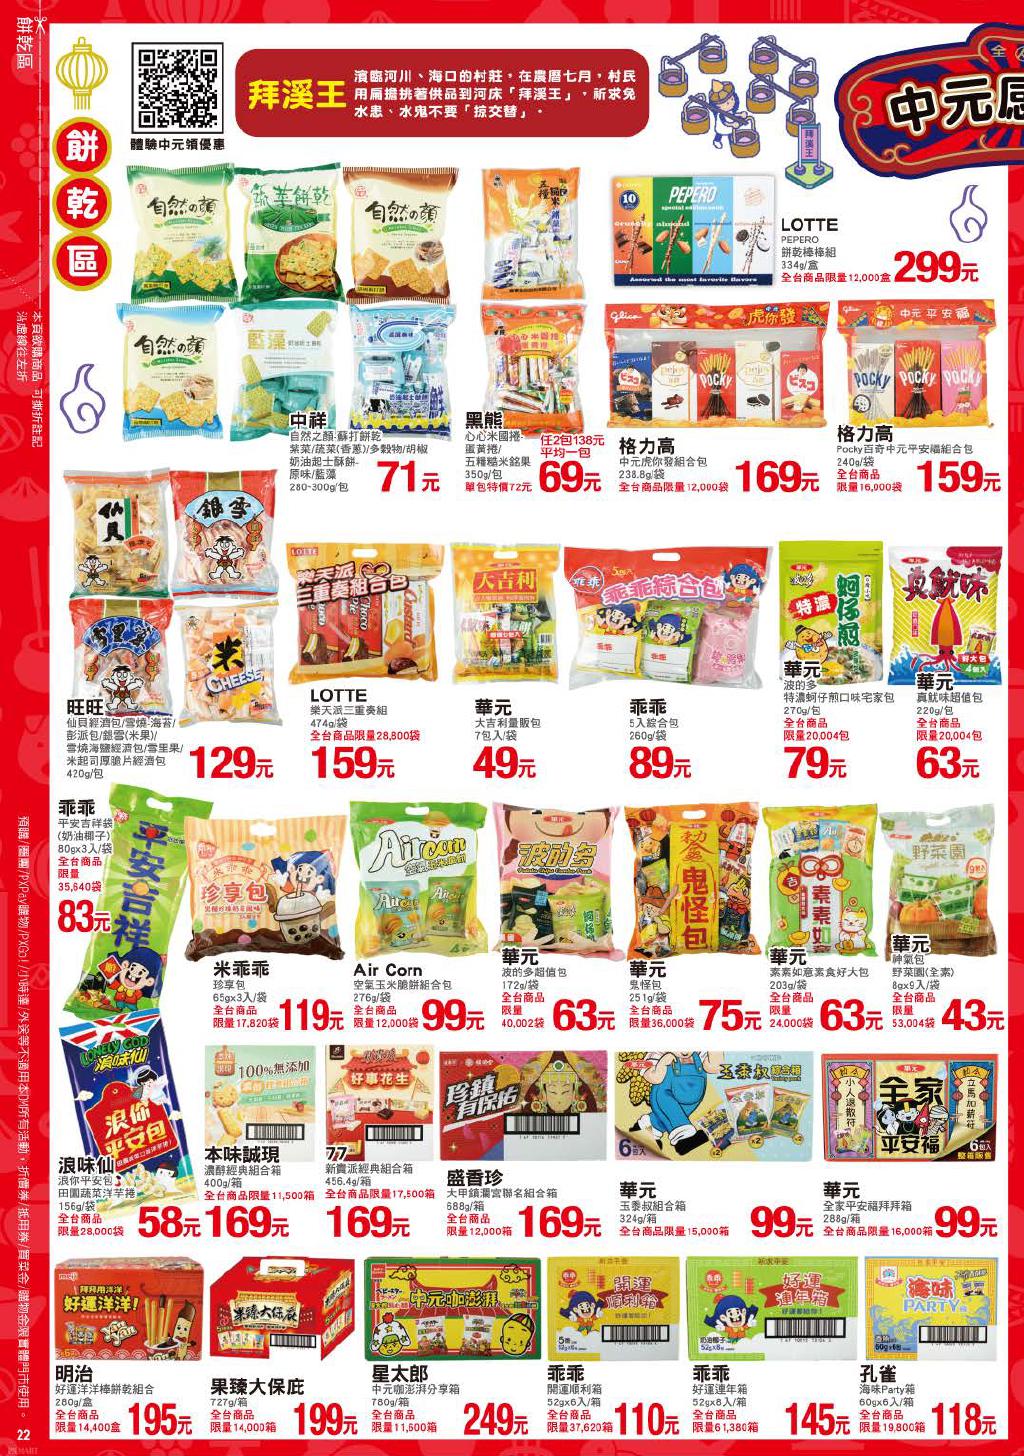 餅乾區
本頁欲購商品 可撕折註記
沿虛線往左折
餅乾區
體驗中元領優惠
拜溪王
濱臨河川、海口的村莊,在農曆七月,村民
用扁擔挑著供品到河床「拜溪王」,祈求免
水患、水鬼不要「掠交替」。
拜溪王
LOTTE
PEPERO
餅乾棒棒組
334g/盒
全台商品限量12,000盒
299元
中祥
自然之顏-蘇打餅乾
紫菜/蔬菜(香蔥)/多穀物/胡椒
奶油起士酥餅-
原味/藍藻
280~300g/包
71元
黑熊
心心米國捲-
蛋黃捲/
五糧糙米銘果
350g/包
單包特價72元
任2包138元
平均一包
69元
格力高
中元虎你發組合包
238.8g/袋
全台商品限量12,000袋
169元
格力高
Pocky百奇中元平安福組合包
240g/袋
全台商品
限量16,000袋
159元
旺旺
仙貝經濟包/雪燒-海苔/
彭派包/銀雪(米果)/
雪燒海鹽經濟包/雪里果/
米起司厚脆片經濟包
420g/包
129元
LOTTE
樂天派三重奏組
474g/袋
全台商品限量28,800袋
159元
華元
大吉利量販包
7包入/袋
49元
乖乖
5入綜合包
260g/袋
89元
華元
波的多
特濃蚵仔煎口味宅家包
270g/包
全台商品
限量20,004包
79元
華元
真魷味超值包
220g/包
全台商品
限量20,004包
63元
乖乖
平安吉祥袋
(奶油椰子)
80gx3入/袋
全台商品
限量
35,640袋
83元
米乖乖
珍享包
65gx3入/袋
全台商品
限量17,820袋
119元
Air Corn
空氣玉米脆餅組合包
276g/袋
全台商品
限量12,000袋
99元
華元
波的多超值包
172g/袋
全台商品
限量
40,002袋
63元
華元
鬼怪包
251g/袋
全台商品
限量36,000袋
75元
華元
素素如意素食好大包
203g/袋
全台商品
限量
24,000袋
63元
華元
神氣包
野菜園(全素)
8gx9入/袋
全台商品
限量
53,004袋
43元
浪味仙
浪你平安包
田園蔬菜洋芋捲
156g/袋
全台商品
限量28,000袋
58元
本味誠現
濃醇經典組合箱
400g/箱
全台商品限量11,500箱
169元
77
新貴派經典組合箱
456.4g/箱
全台商品限量17,500箱
169元
盛香珍
大甲鎮瀾宮聯名組合箱
688g/箱
全台商品
限量12,000箱
169元
華元
玉黍叔組合箱
324g/箱
全台商品限量15,000箱
99元
華元
全家平安福拜拜箱
288g/箱
全台商品限量16,000箱
99元
明治
好運洋洋棒餅乾組合
280g/盒
全台商品
限量14,400盒
195元
果臻大保庇
727g/箱
全台商品
限量14,000箱
199元
星太郎
中元咖澎湃分享箱
780g/箱
全台商品
限量11,500箱
249元
乖乖
開運順利箱
52gx6入/箱
全台商品
限量37,620箱
110元
乖乖
好運連年箱
52gx8入/箱
全台商品
限量61,380箱
145元
孔雀
海味Party箱
60gx6入/箱
全台商品
限量19,800箱
118元
22